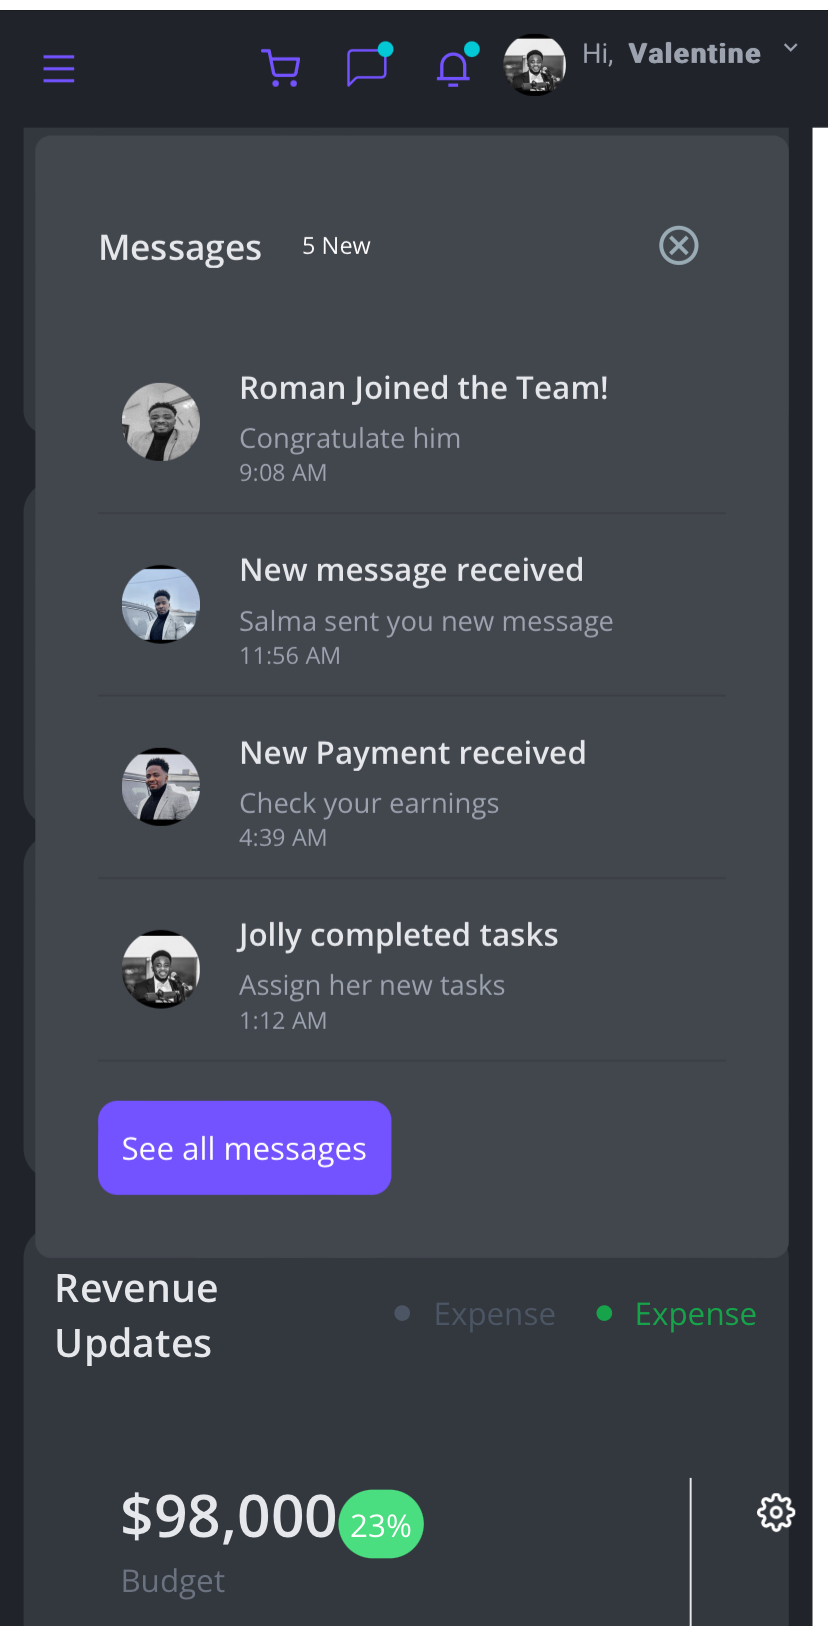 Hi, Valentine
Messages 5 New
Roman Joined the Team!
Congratulate him
9:08 AM
New message received
Salma sent you new message
11:56 AM
New Payment received
Check your earnings
4:39 AM
Jolly completed tasks
Assign her new tasks
1:12 AM
See all messages
Revenue
Updates
Expense Expense
$98,000 23%
Budget